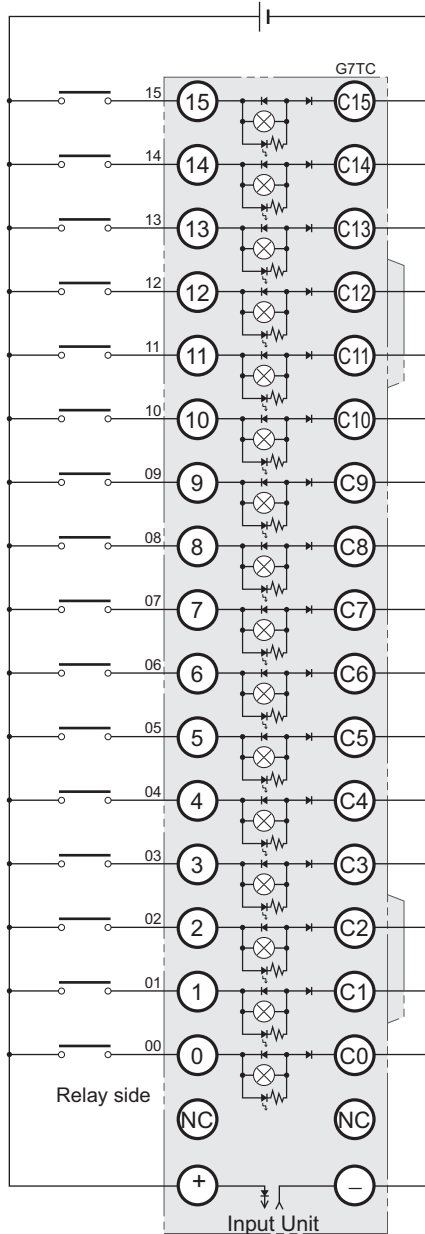 G7TC
15 15 C15
14 14 C14
13 13 C13
12 12 C12
11 11 C11
10 10 C10
09 9 C9
08 8 C8
07 7 C7
06 6 C6
05 5 C5
04 4 C4
03 3 C3
02 2 C2
01 1 C1
00 0 C0
Relay side
NC NC
+ −
Input Unit